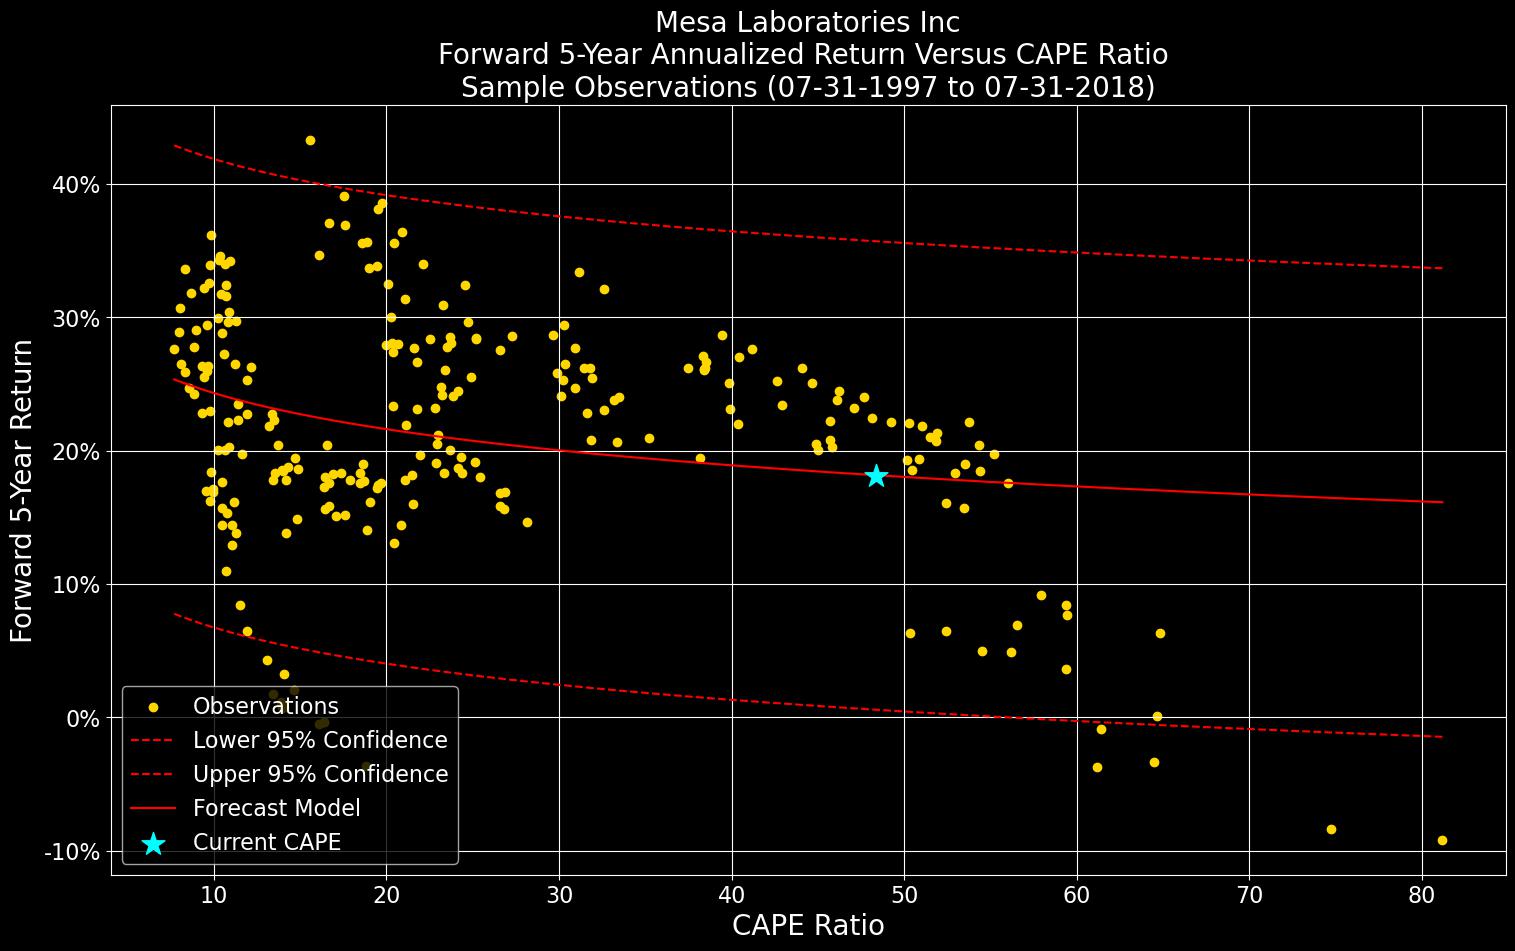 Mesa Laboratories Inc
Forward 5-Year Annualized Return Versus CAPE Ratio
Sample Observations (07-31-1997 to 07-31-2018)
Forward 5-Year Return
40%
30%
20%
10%
0%
-10%
Observations
Lower 95% Confidence
Upper 95% Confidence
Forecast Model
Current CAPE
10 20 30 40 50 60 70 80
CAPE Ratio